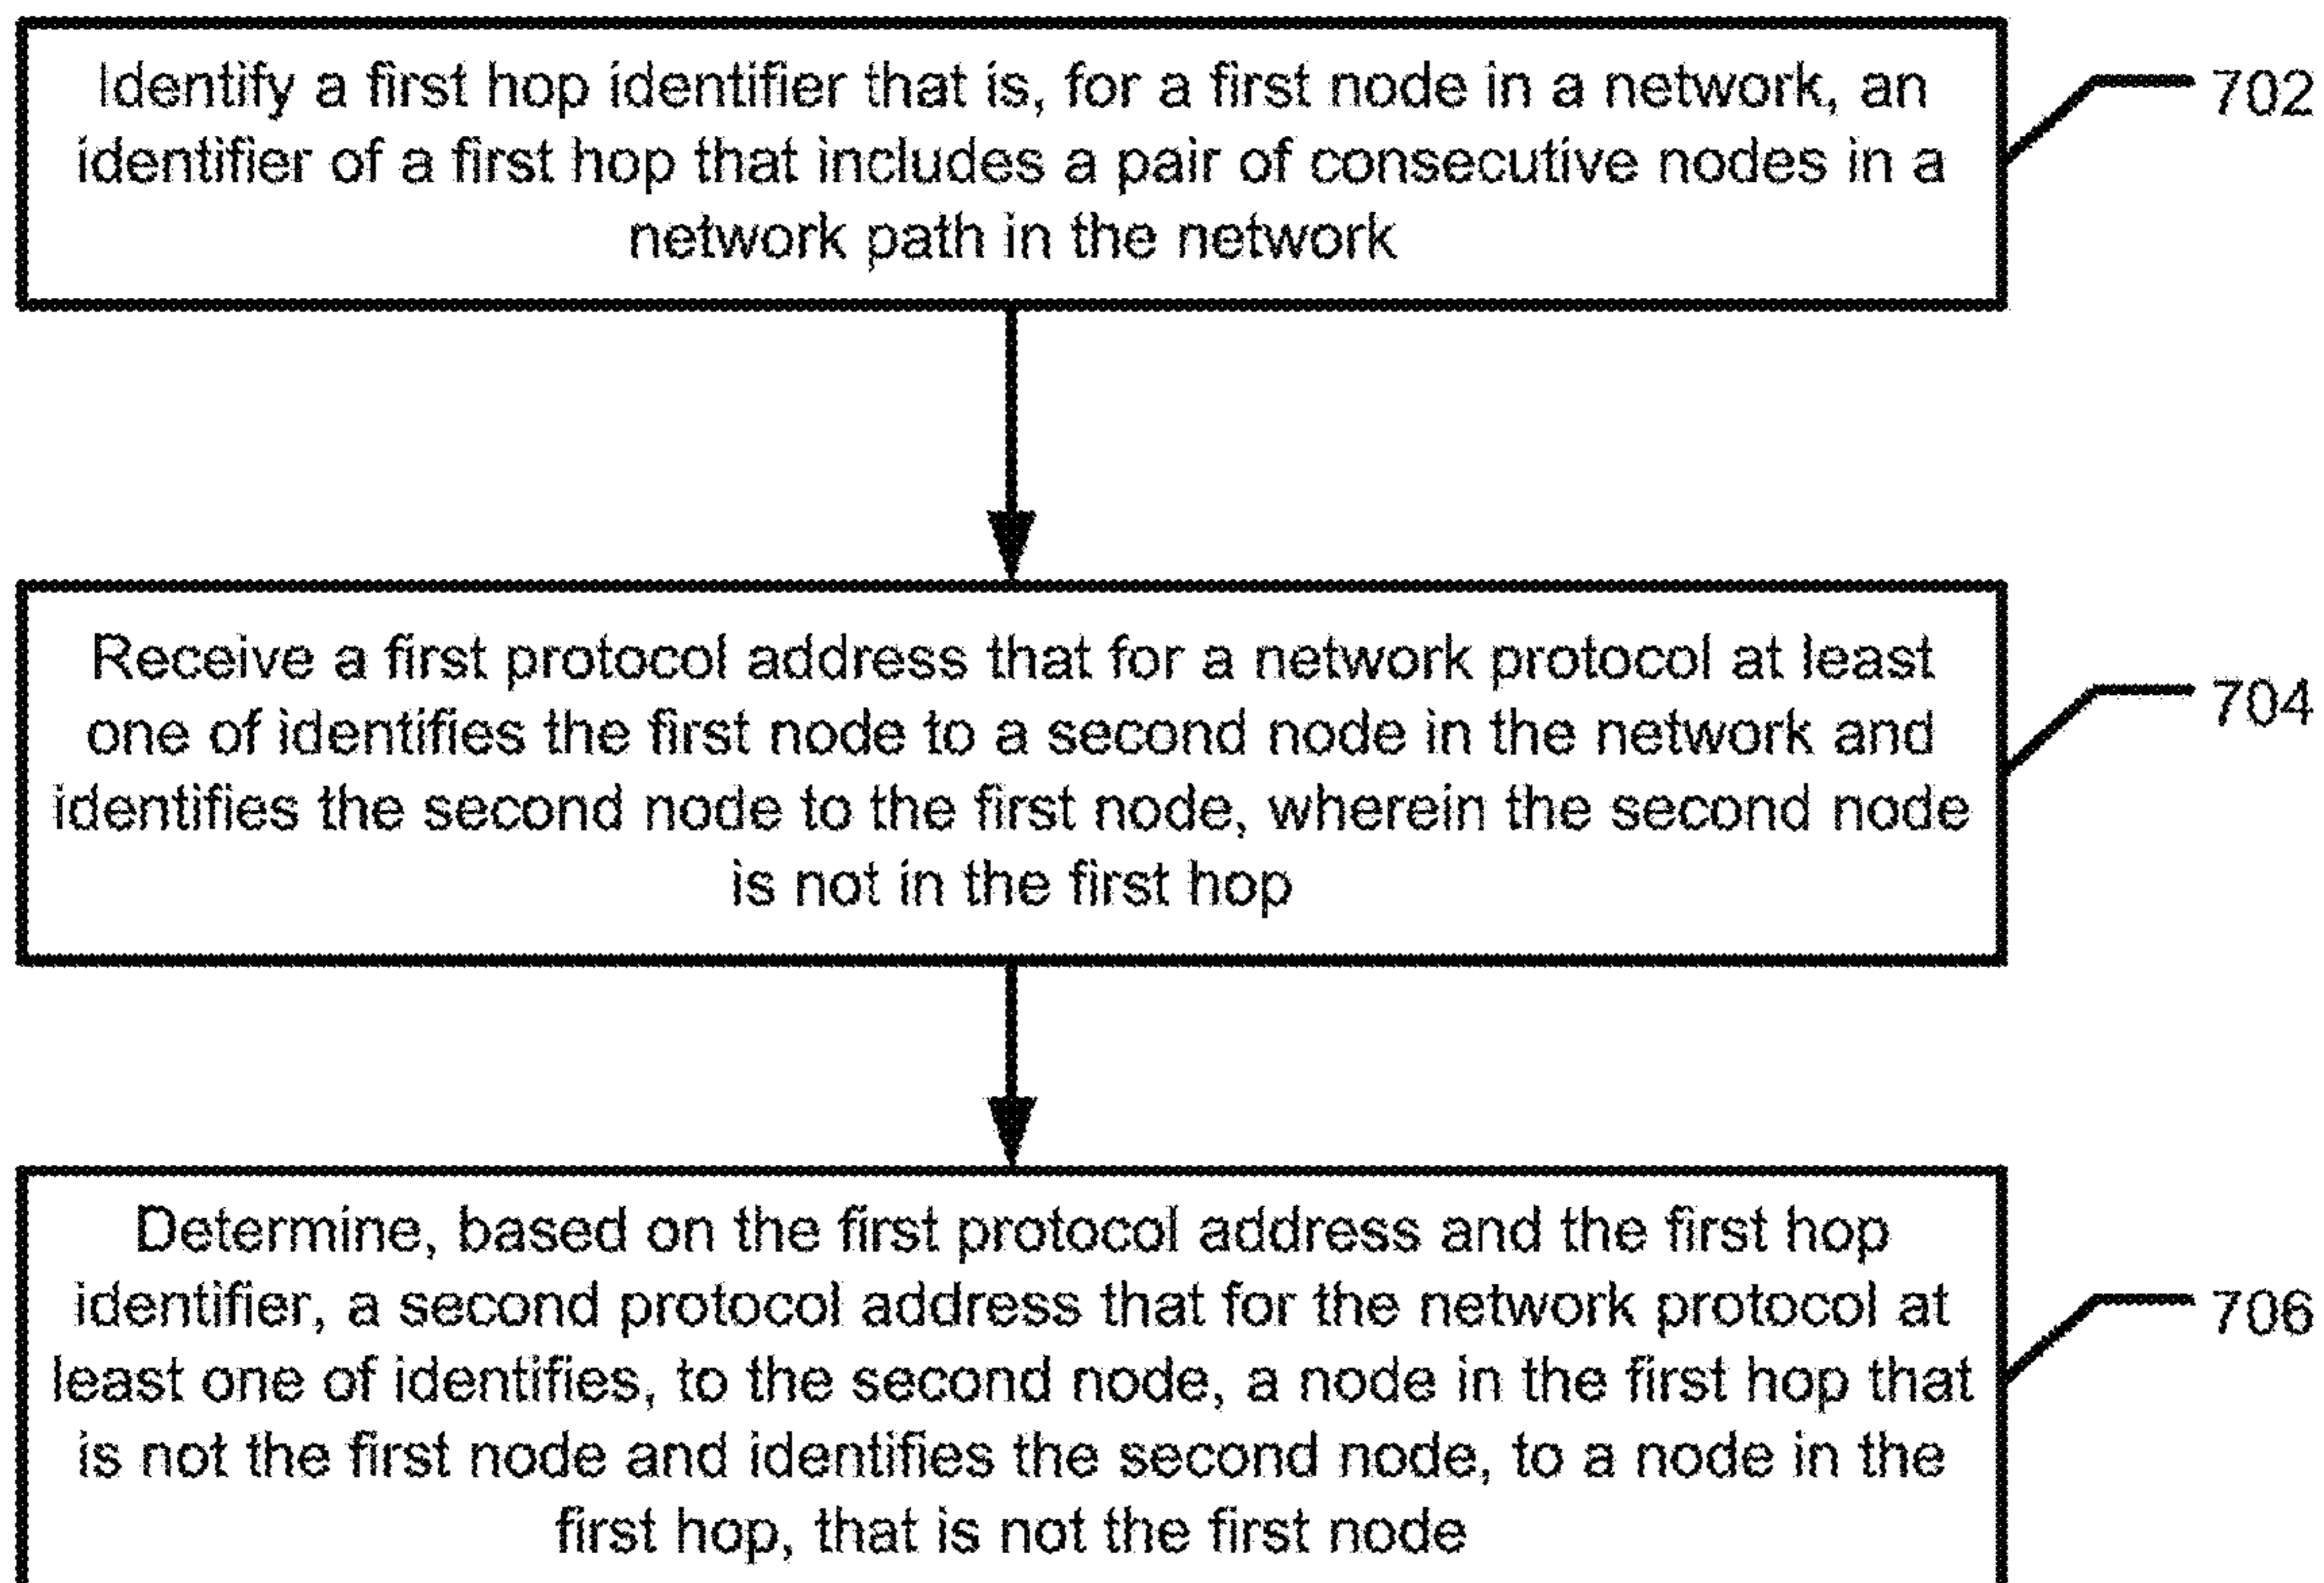 Identify a first hop identifier that is, for a first node in a network, an
identifier of a first hop that includes a pair of consecutive nodes in a
network path in the network
702
Receive a first protocol address that for a network protocol at least
one of identifies the first node to a second node in the network and
identifies the second node to the first node, wherein the second node
is not in the first hop
704
Determine, based on the first protocol address and the first hop
identifier, a second protocol address that for the network protocol at
least one of identifies, to the second node, a node in the first hop that
is not the first node and identifies the second node, to a node in the
first hop, that is not the first node
706